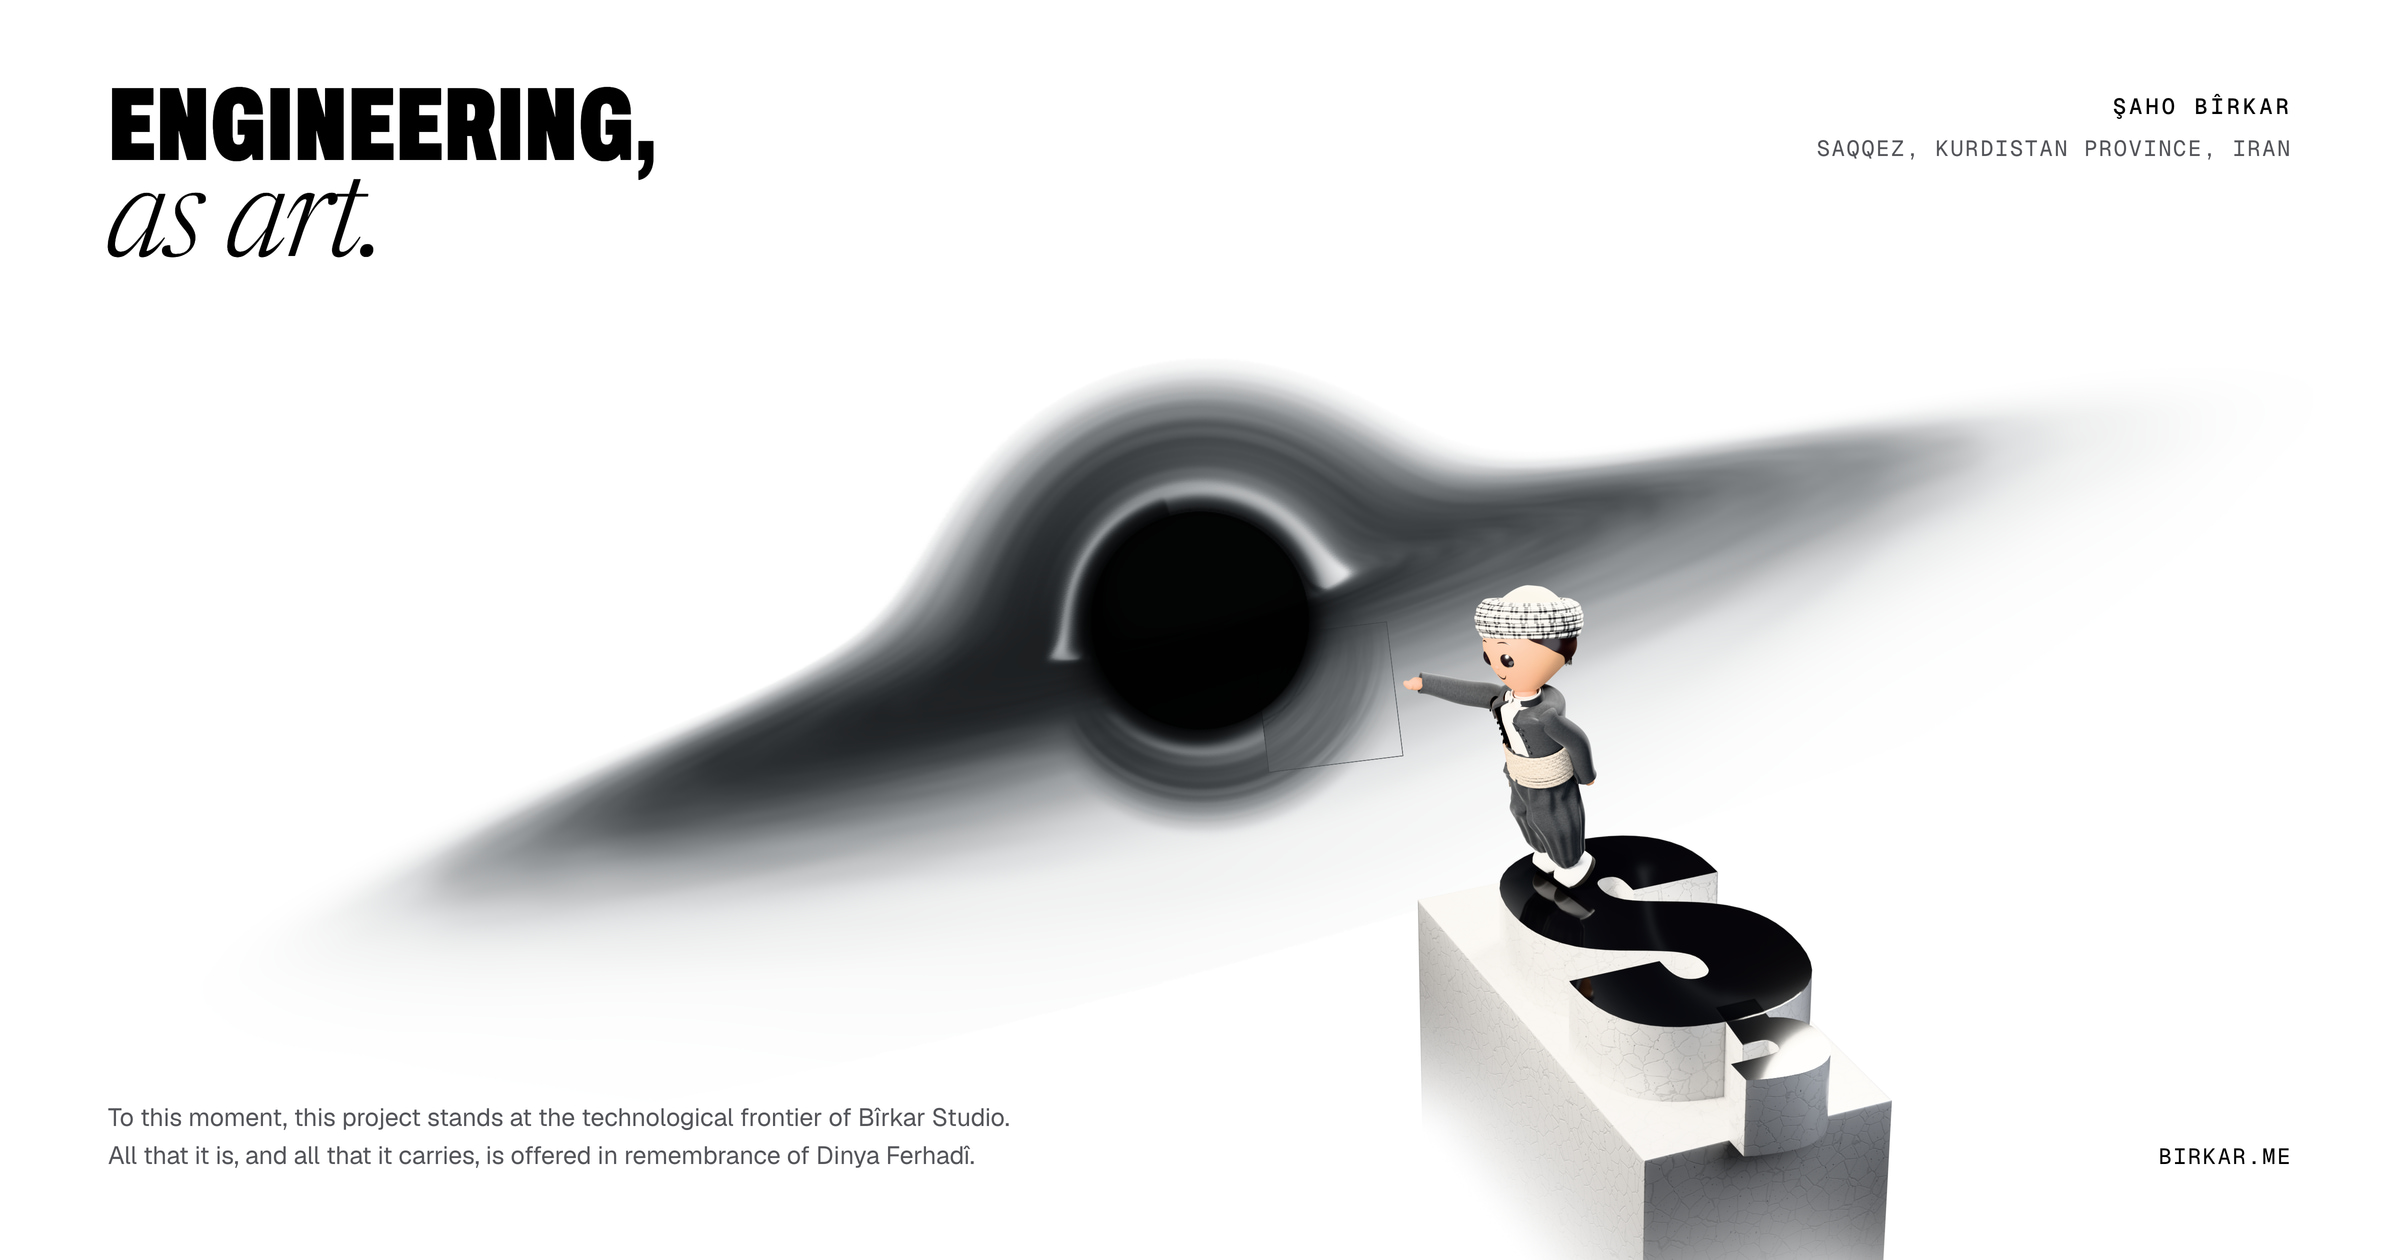 ENGINEERING,
as art.
ŞAHO BÎRKAR
SAQQEZ, KURDISTAN PROVINCE, IRAN
S
To this moment, this project stands at the technological frontier of Bîrkar Studio.
All that it is, and all that it carries, is offered in remembrance of Dinya Ferhadî.
BIRKAR.ME